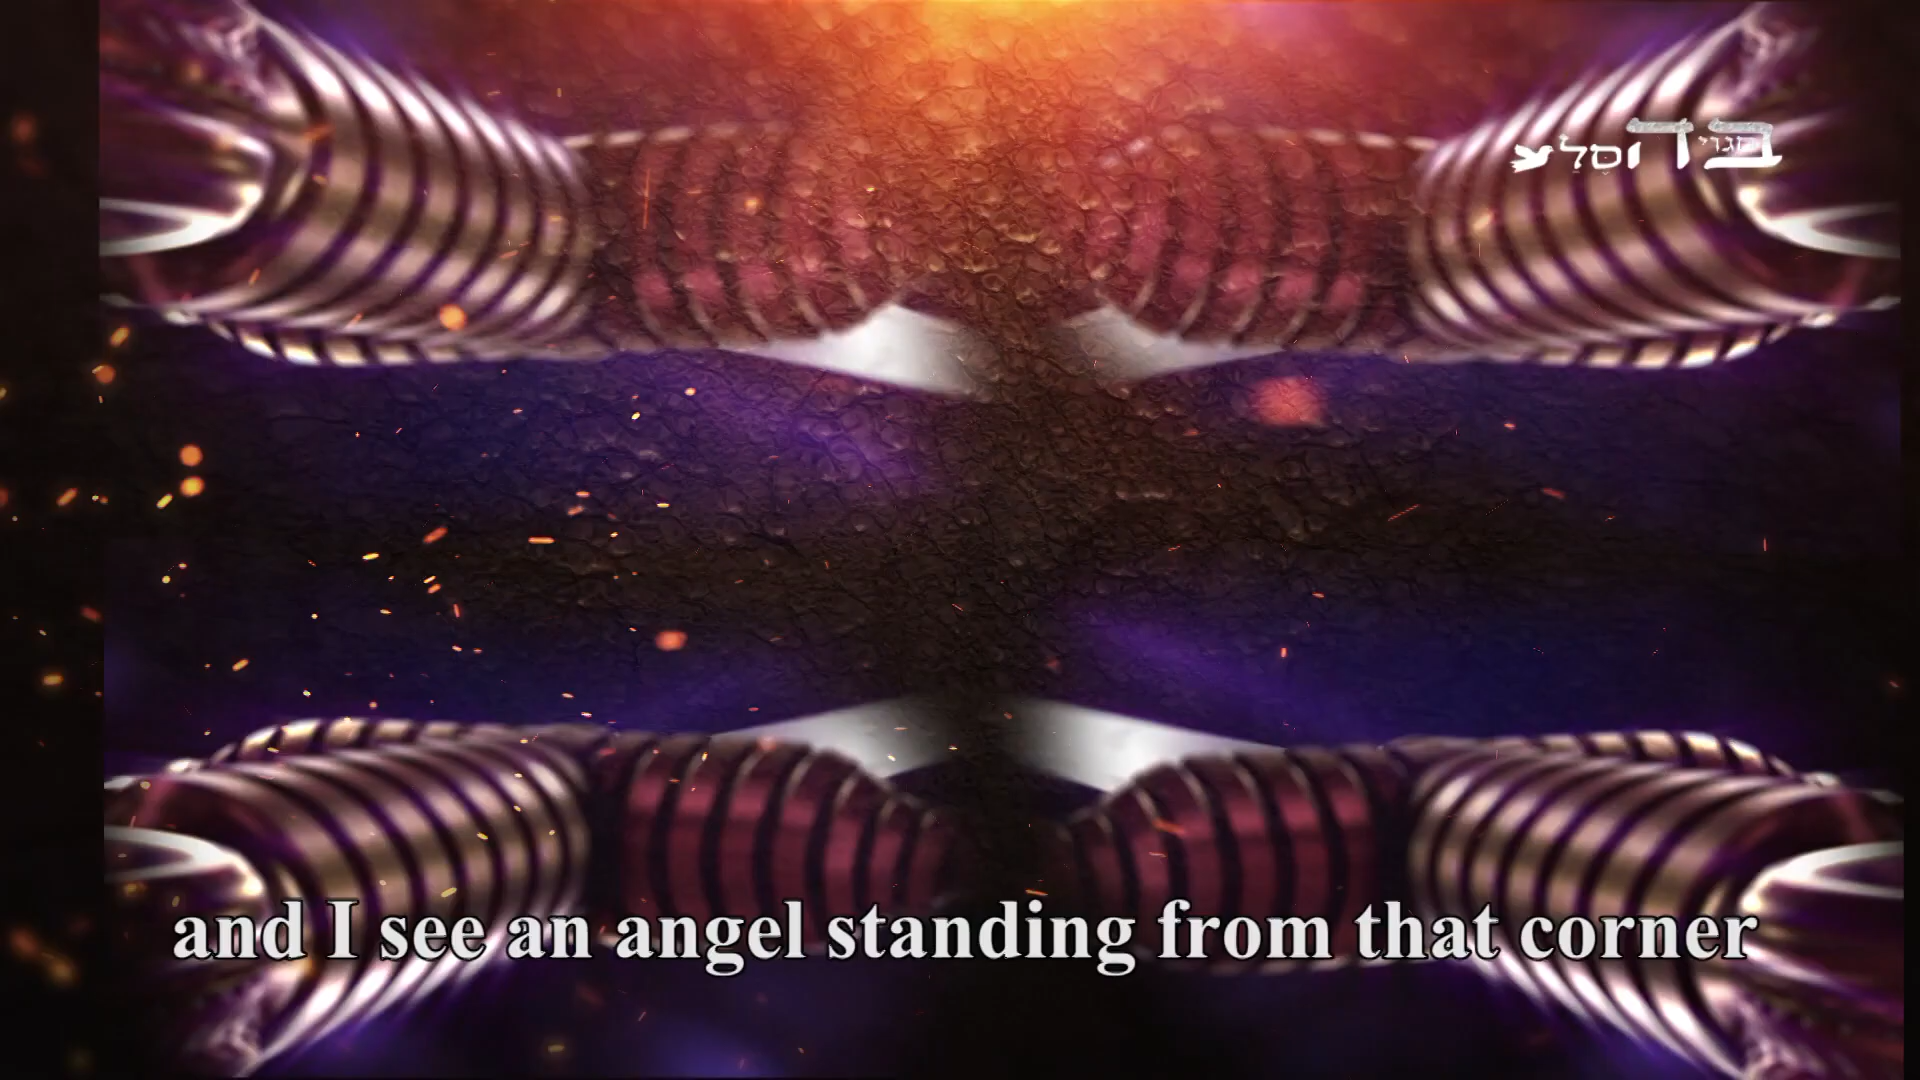 and I see an angel standing from that corner